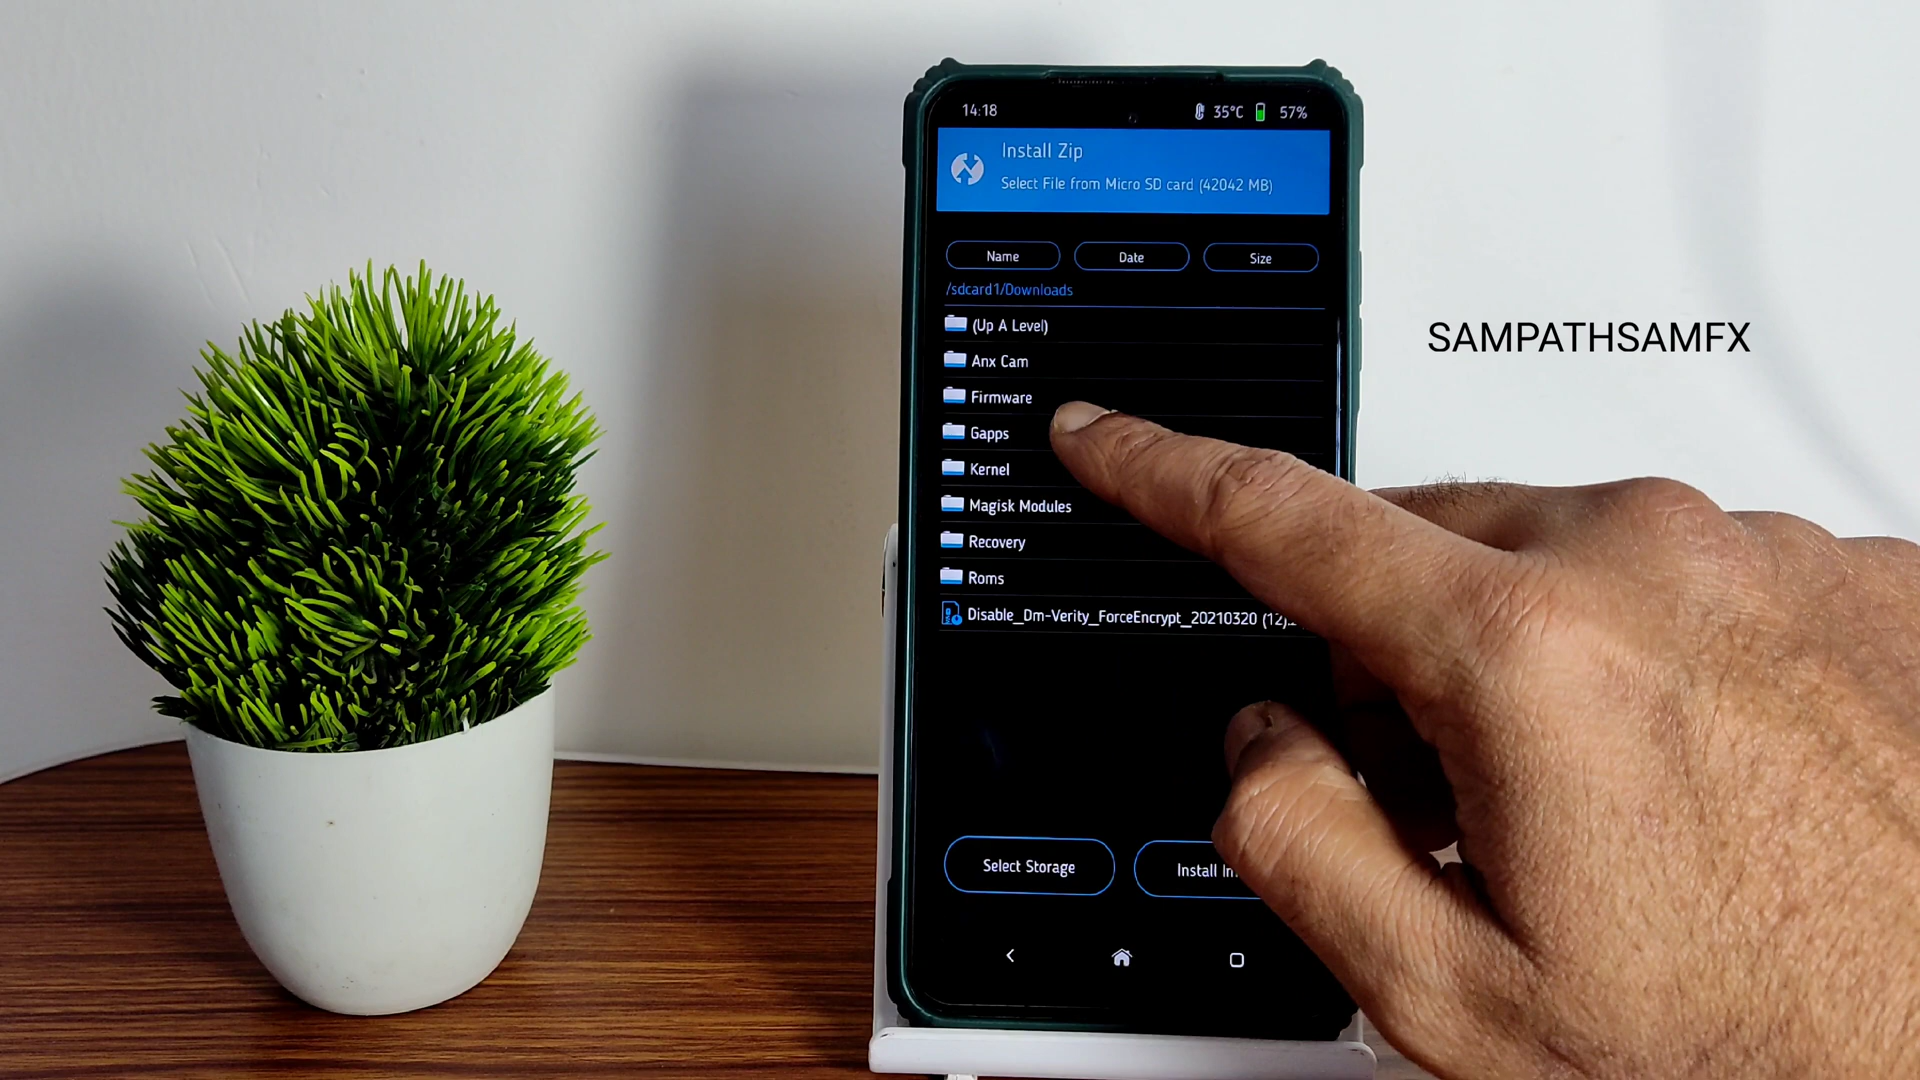 14:18 35°C 57%
Install Zip
Select File from Micro SD card (42042 MB)
Name Date Size
/sdcard1/Downloads
(Up A Level)
Anx Cam
Firmware
Gapps
Kernel
Magisk Modules
Recovery
Roms
Disable_Dm-Verity_ForceEncrypt_20210320 (12)
Select Storage Install
SAMPATHSAMFX